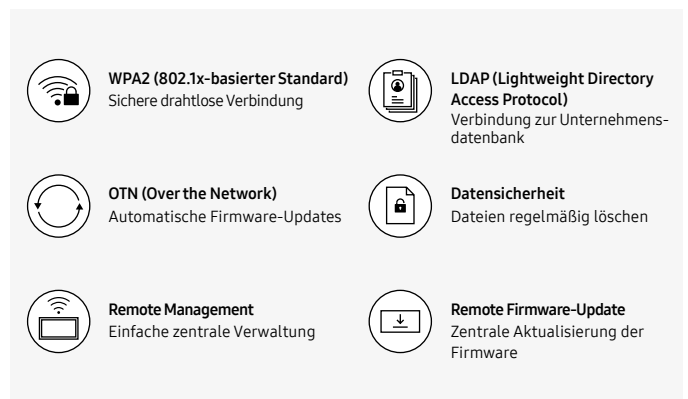 WPA2 (802.1x-basierter Standard)
Sichere drahtlose Verbindung
LDAP (Lightweight Directory
Access Protocol)
Verbindung zur Unternehmens-
datenbank
OTN (Over the Network)
Automatische Firmware-Updates
Datensicherheit
Dateien regelmäßig löschen
Remote Management
Einfache zentrale Verwaltung
Remote Firmware-Update
Zentrale Aktualisierung der
Firmware